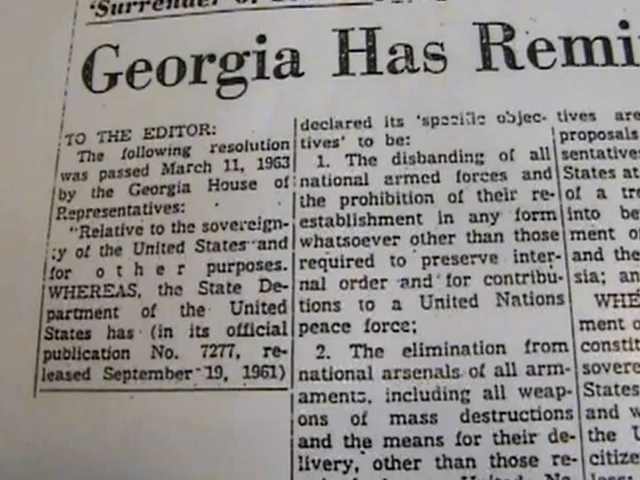 'Surrender of
Georgia Has Remi
TO THE EDITOR:
The following resolution
was passed March 11, 1963
by the Georgia House of
Representatives:
"Relative to the sovereign-
ty of the United States and
for other purposes.
WHEREAS, the State De-
partment of the United
States has (in its official
publication No. 7277, re-
leased September 19, 1961)
declared its 'specific objec-
tives' to be:
1. The disbanding of all
national armed forces and
the prohibition of their re-
establishment in any form
whatsoever other than those
required to preserve inter-
nal order and for contribu-
tions to a United Nations
peace force;
2. The elimination from
national arsenals of all arm-
aments, including all weap-
ons of mass destructions
and the means for their de-
livery, other than those re-
tives are
proposals
sentatives
States at
of a tr
into be
ment of
and the
sia; an
WHE
ment o
constit
sovere
States
and w
the U
citize